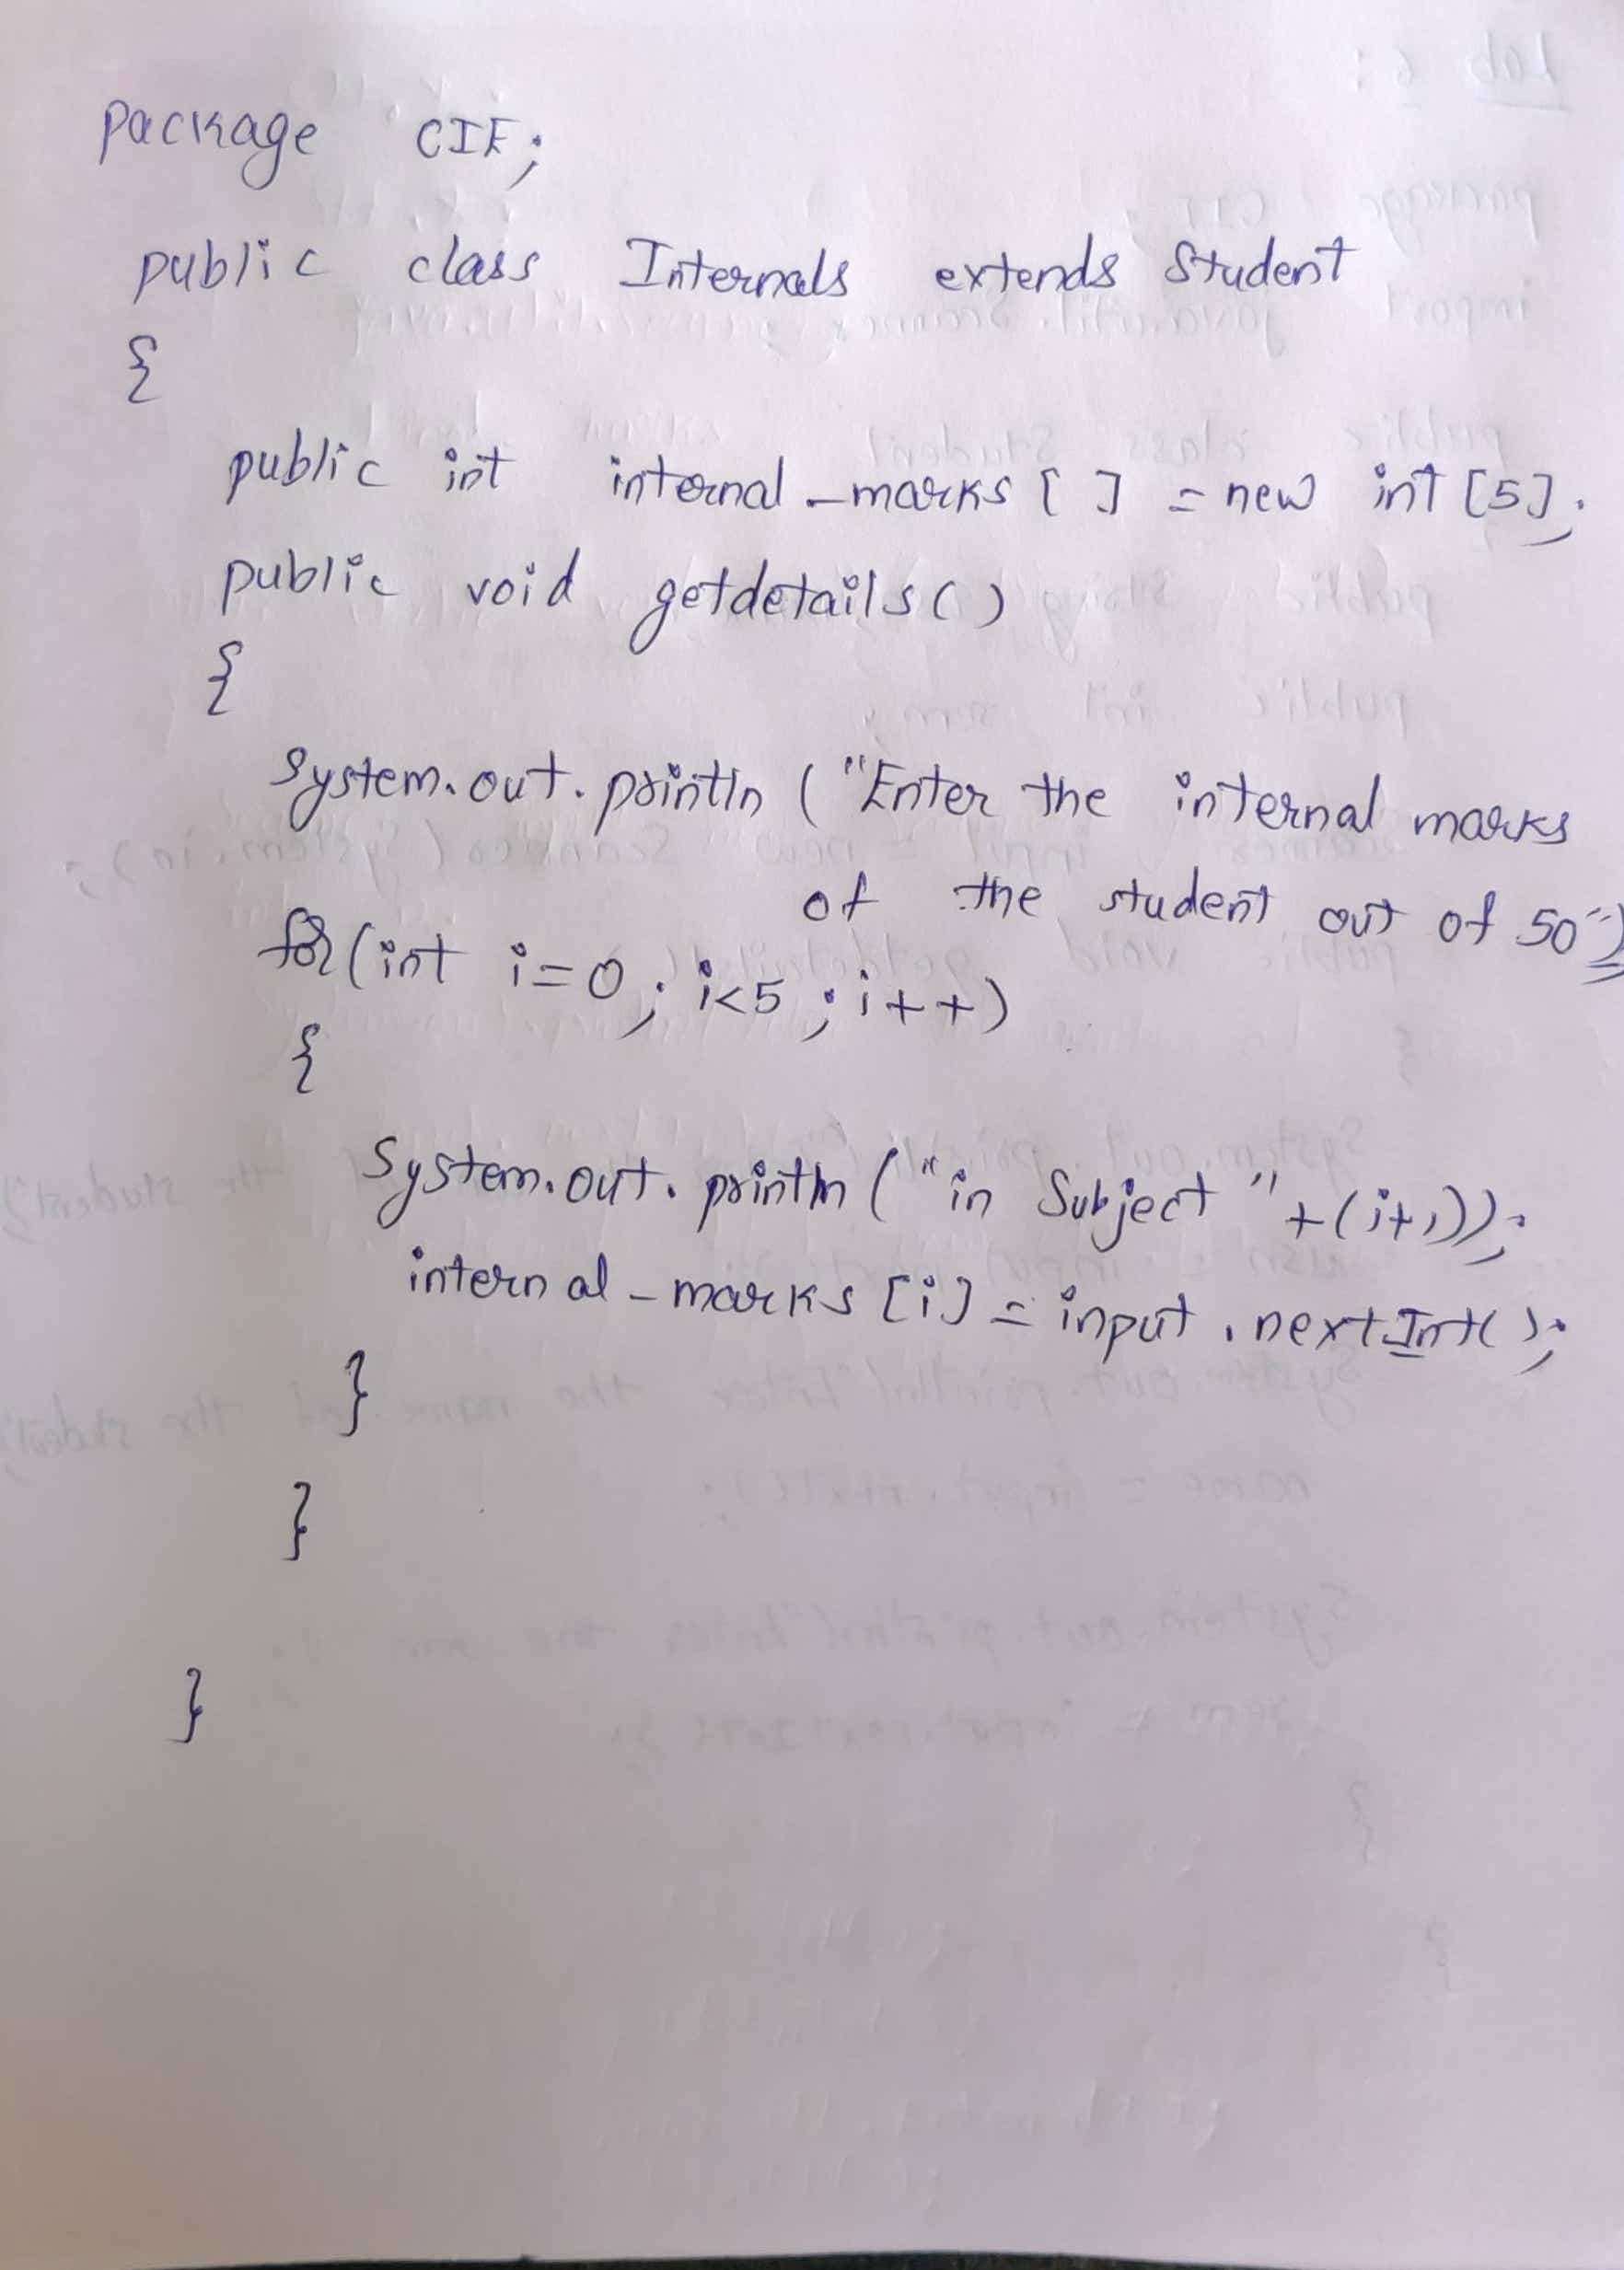 package CIE;
public class Internals extends Student
{
public int internal_marks[ ] = new int [5];
public void getdetails()
{
System.out.println ("Enter the internal marks
of the student out of 50");
for(int i=0; i<5; i++)
{
System.out.println ("in Subject "+(i+1));
internal_marks [i] = input.nextInt( );
}
}
}